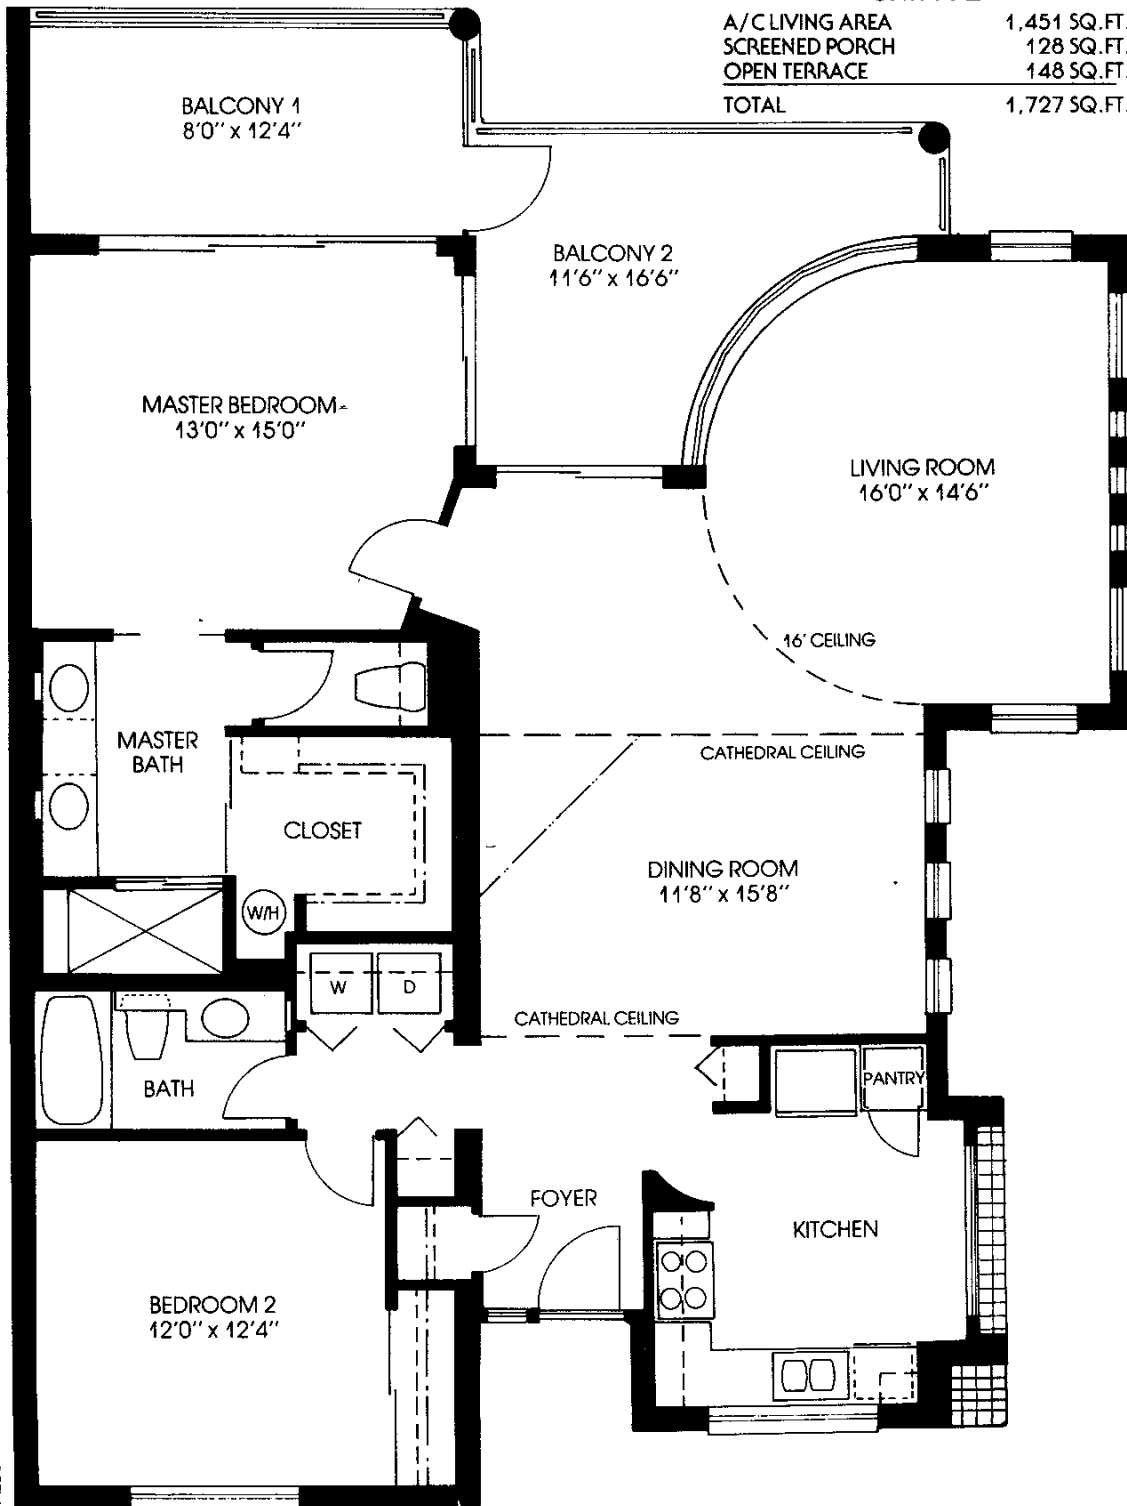 A/C LIVING AREA 1,451 SQ.FT.
SCREENED PORCH 128 SQ.FT.
OPEN TERRACE 148 SQ.FT.
TOTAL 1,727 SQ.FT.
BALCONY 1
8'0" x 12'4"
BALCONY 2
11'6" x 16'6"
MASTER BEDROOM
13'0" x 15'0"
LIVING ROOM
16'0" x 14'6"
16' CEILING
MASTER
BATH
CATHEDRAL CEILING
CLOSET
DINING ROOM
11'8" x 15'8"
W/H
W
D
CATHEDRAL CEILING
BATH
PANTRY
FOYER
KITCHEN
BEDROOM 2
12'0" x 12'4"